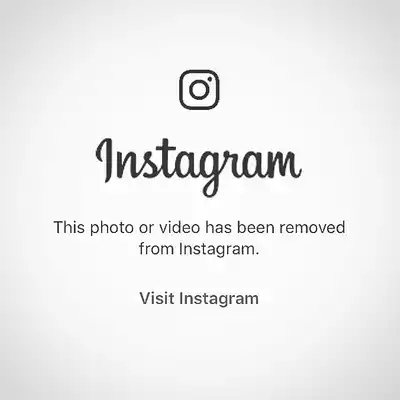 Instagram
This photo or video has been removed
from Instagram.
Visit Instagram